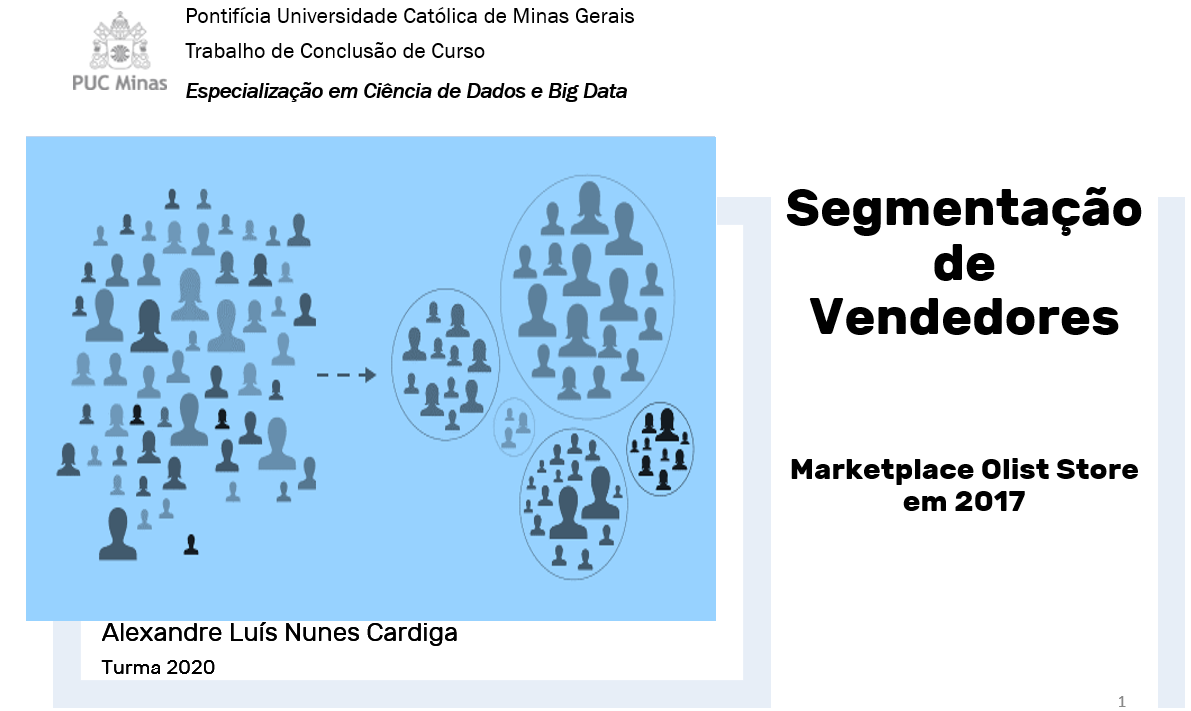 Pontifícia Universidade Católica de Minas Gerais
Trabalho de Conclusão de Curso
PUC Minas
Especialização em Ciência de Dados e Big Data
Segmentação
de
Vendedores
Marketplace Olist Store
em 2017
Alexandre Luís Nunes Cardiga
Turma 2020
1